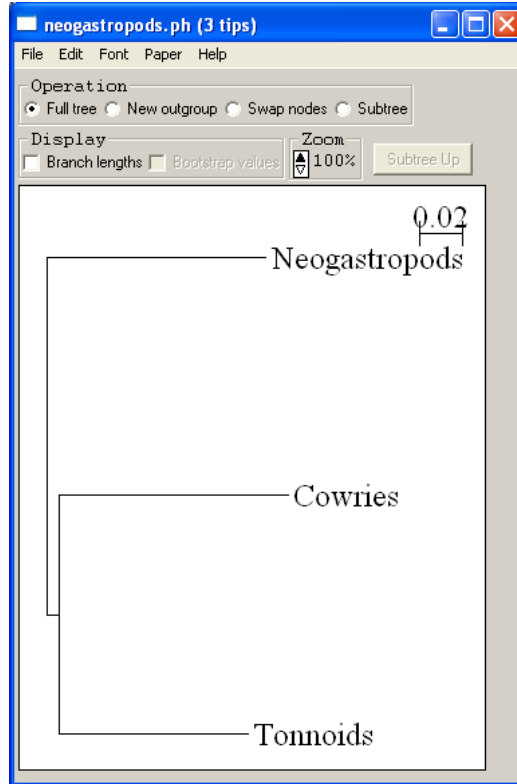 neogastropods.ph (3 tips)
File Edit Font Paper Help
Operation
Full tree New outgroup Swap nodes Subtree
Display Zoom
Branch lengths Bootstrap values 100% Subtree Up
0.02
Neogastropods
Cowries
Tonnoids